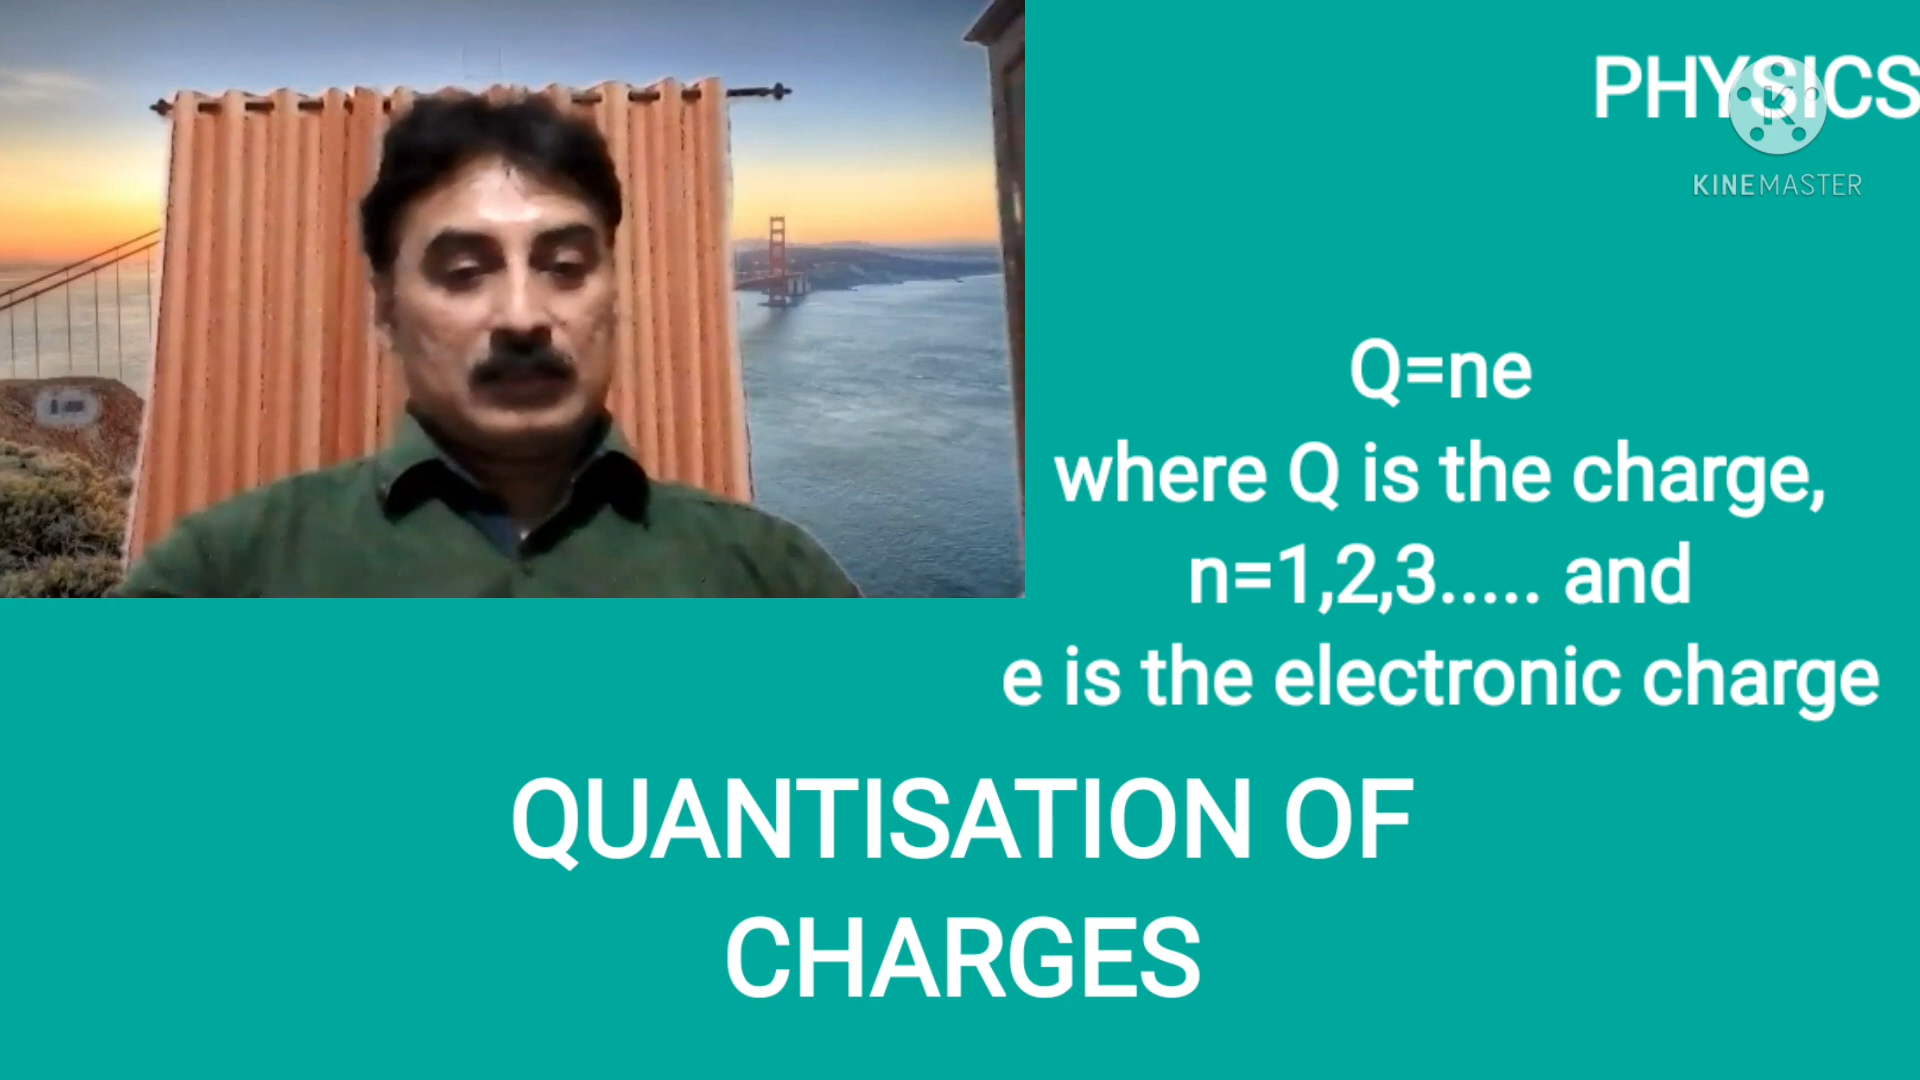 PHYSICS
KINEMASTER
Q=ne
where Q is the charge,
n=1,2,3..... and
e is the electronic charge
QUANTISATION OF
CHARGES